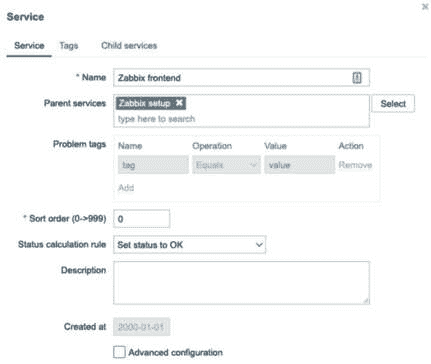 Service
Service Tags Child services
* Name Zabbix frontend
Parent services Zabbix setup Select
type here to search
Problem tags Name Operation Value Action
tag Equals value Remove
Add
* Sort order (0->999) 0
Status calculation rule Set status to OK
Description
Created at 2000-01-01
Advanced configuration